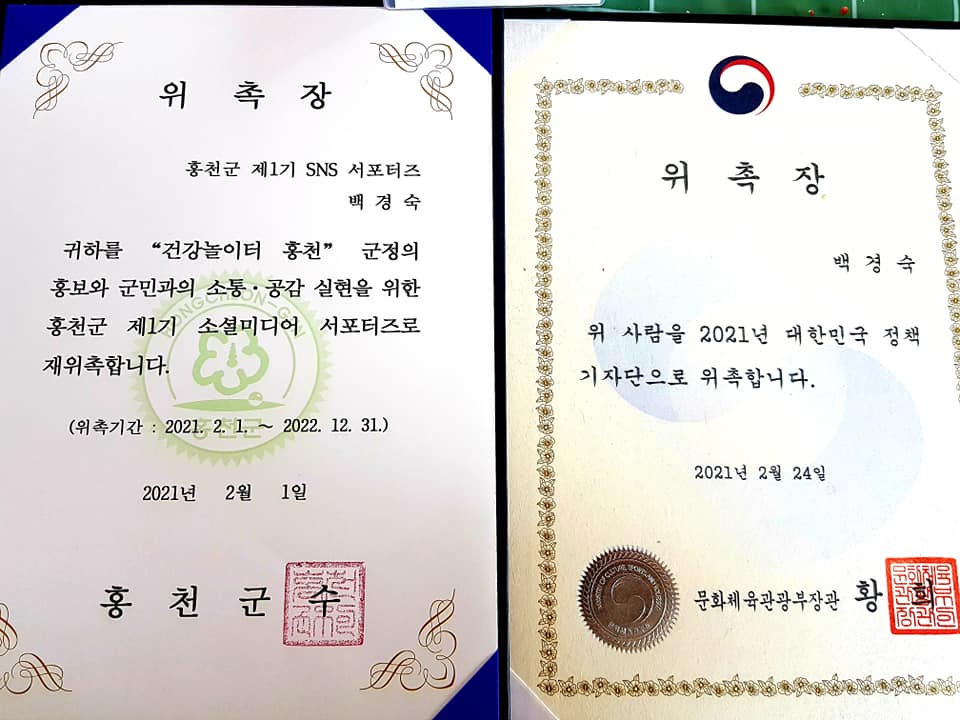 위 촉 장
홍천군 제1기 SNS 서포터즈
백 경 숙
귀하를 “건강놀이터 홍천” 군정의
홍보와 군민과의 소통·공감 실현을 위한
홍천군 제1기 소셜미디어 서포터즈로
재위촉합니다.
홍천군
(위촉기간 : 2021. 2. 1. ~ 2022. 12. 31.)
2021년 2월 1일
홍 천 군 수
위 촉 장
백 경 숙
위 사람을 2021년 대한민국 정책
기자단으로 위촉합니다.
2021년 2월 24일
문화체육관광부장관 황 희